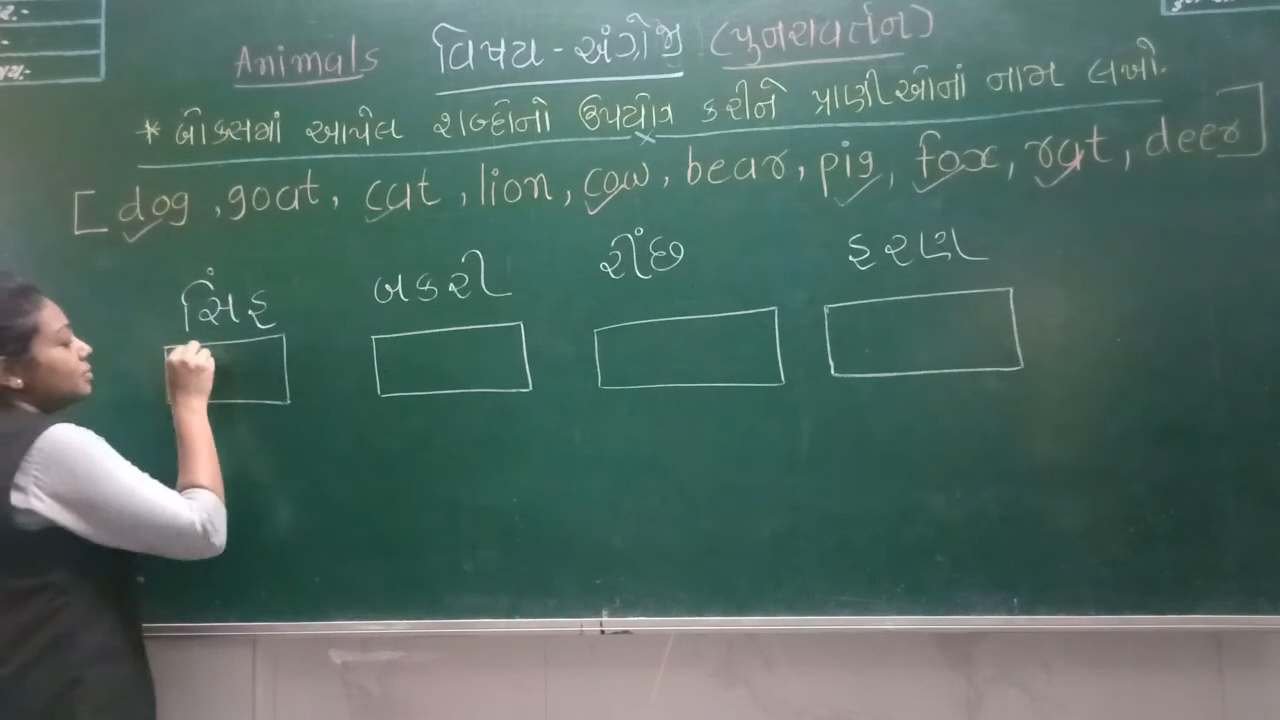 Animals વિષય - અંગ્રેજી (પુનરાવર્તન)
* બોક્સમાં આપેલ શબ્દોનો ઉપયોગ કરીને પ્રાણીઓનાં નામ લખો.
[ dog , goat , cat , lion , cow , bear , pig , fox , rat , deer ]
સિંહ બકરી રીંછ હરણ